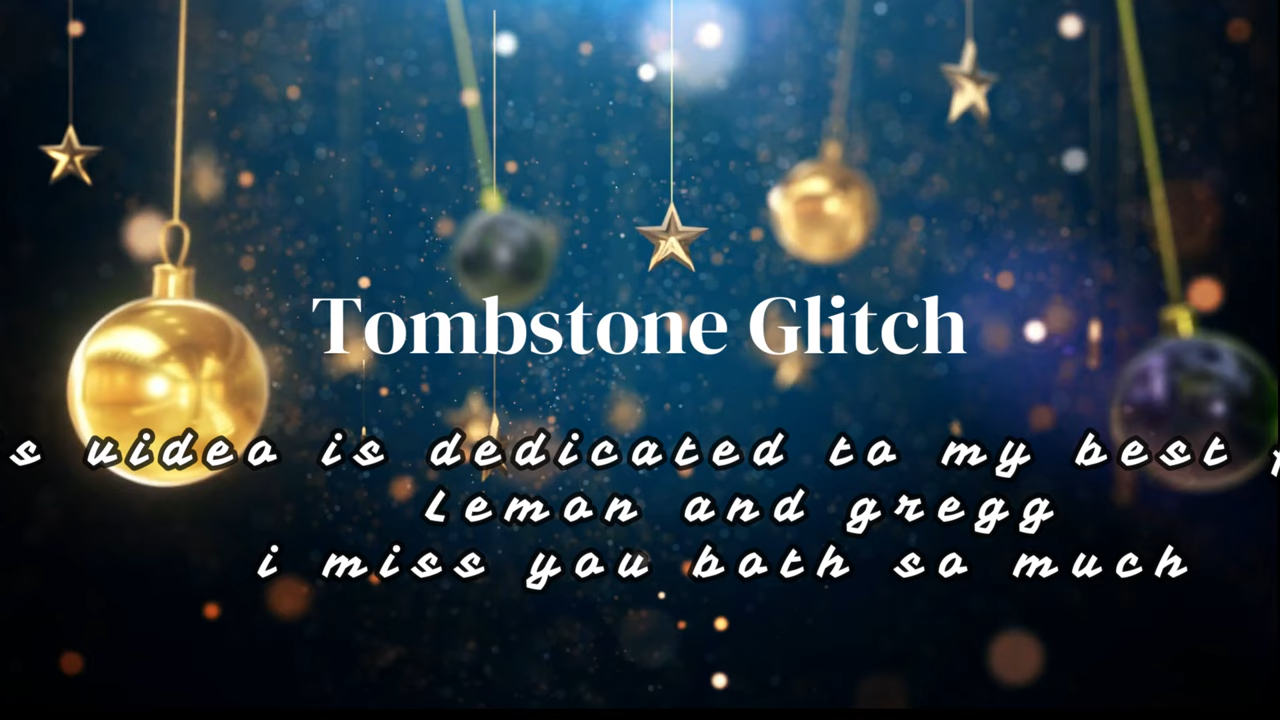 Tombstone Glitch
s video is dedicated to my best
Lemon and gregg
i miss you both so much